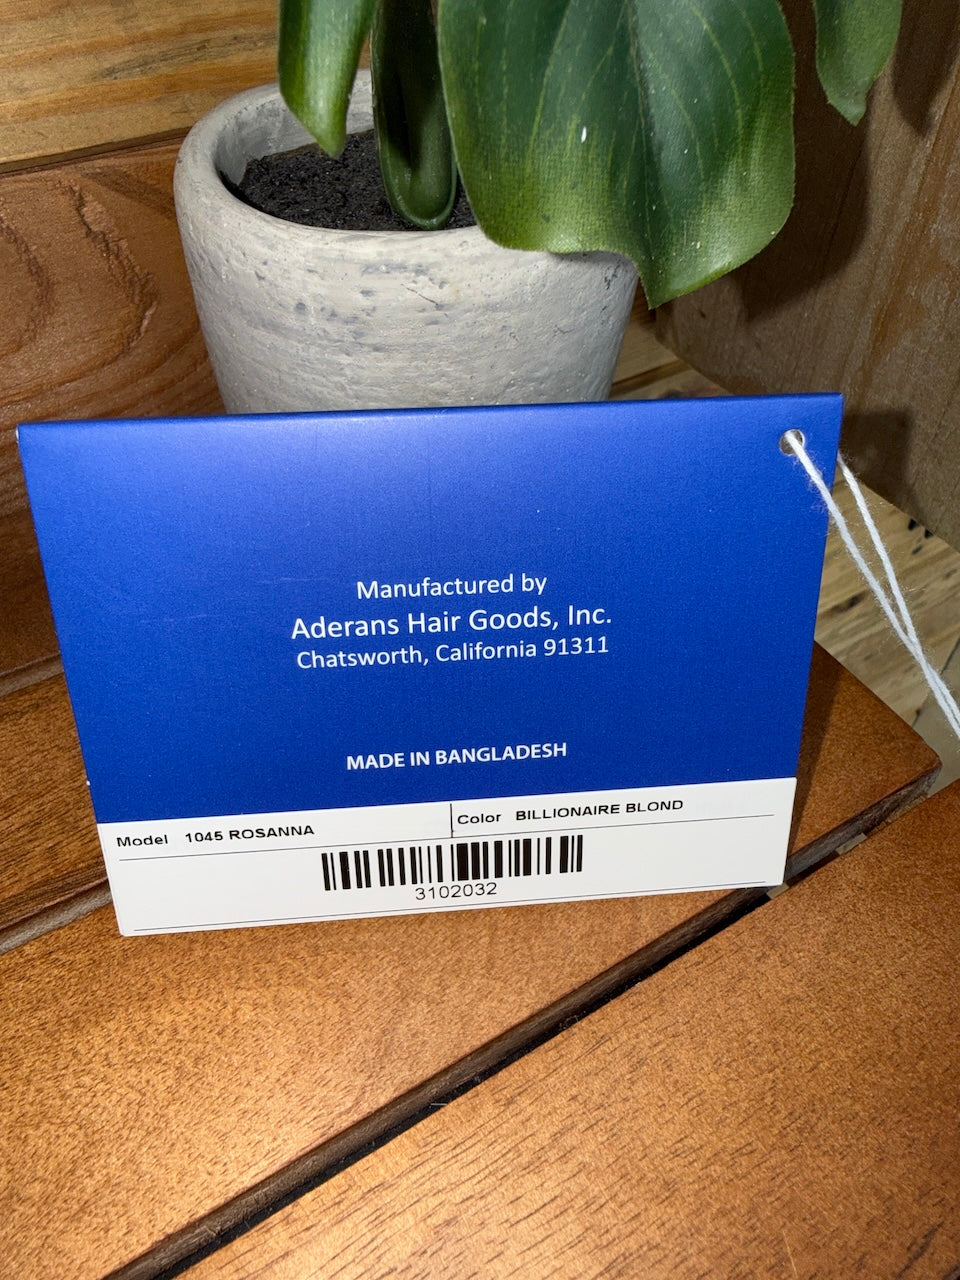 Manufactured by
Aderans Hair Goods, Inc.
Chatsworth, California 91311
MADE IN BANGLADESH
Model 1045 ROSANNA Color BILLIONAIRE BLOND
3102032